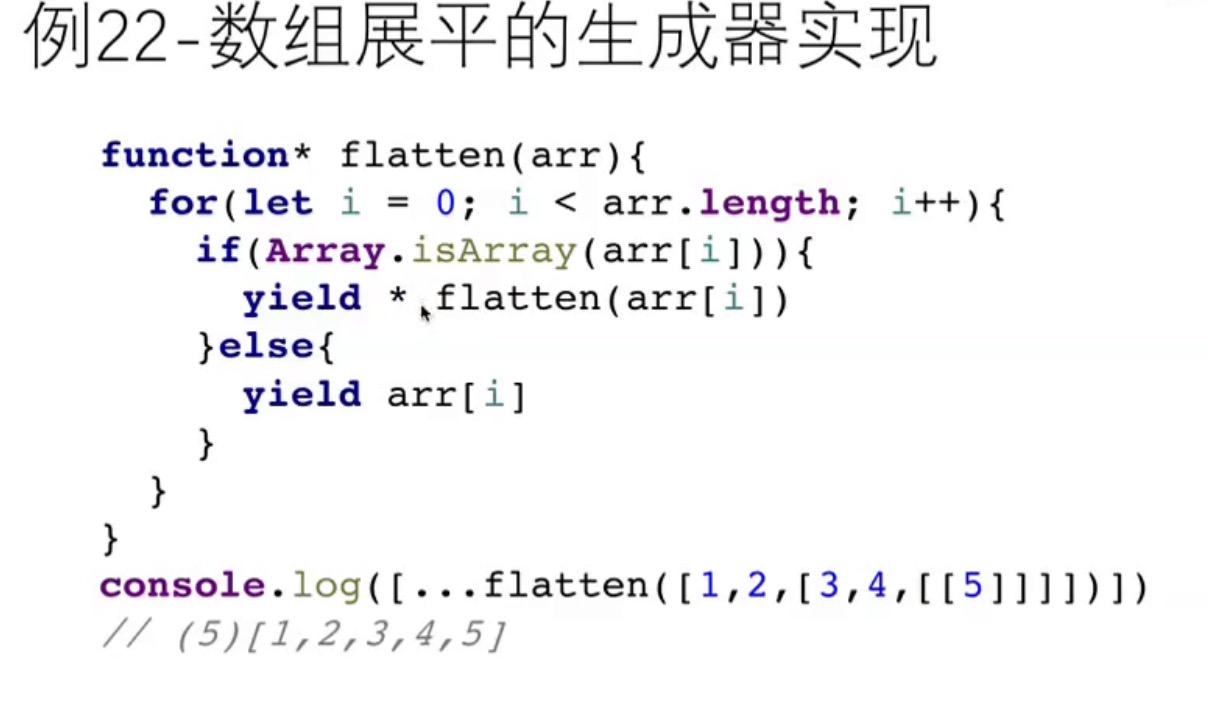 例22-数组展平的生成器实现
function* flatten(arr){
for(let i = 0; i < arr.length; i++){
if(Array.isArray(arr[i])){
yield * flatten(arr[i])
}else{
yield arr[i]
}
}
}
console.log([...flatten([1,2,[3,4,[[5]]]])])
// (5)[1,2,3,4,5]